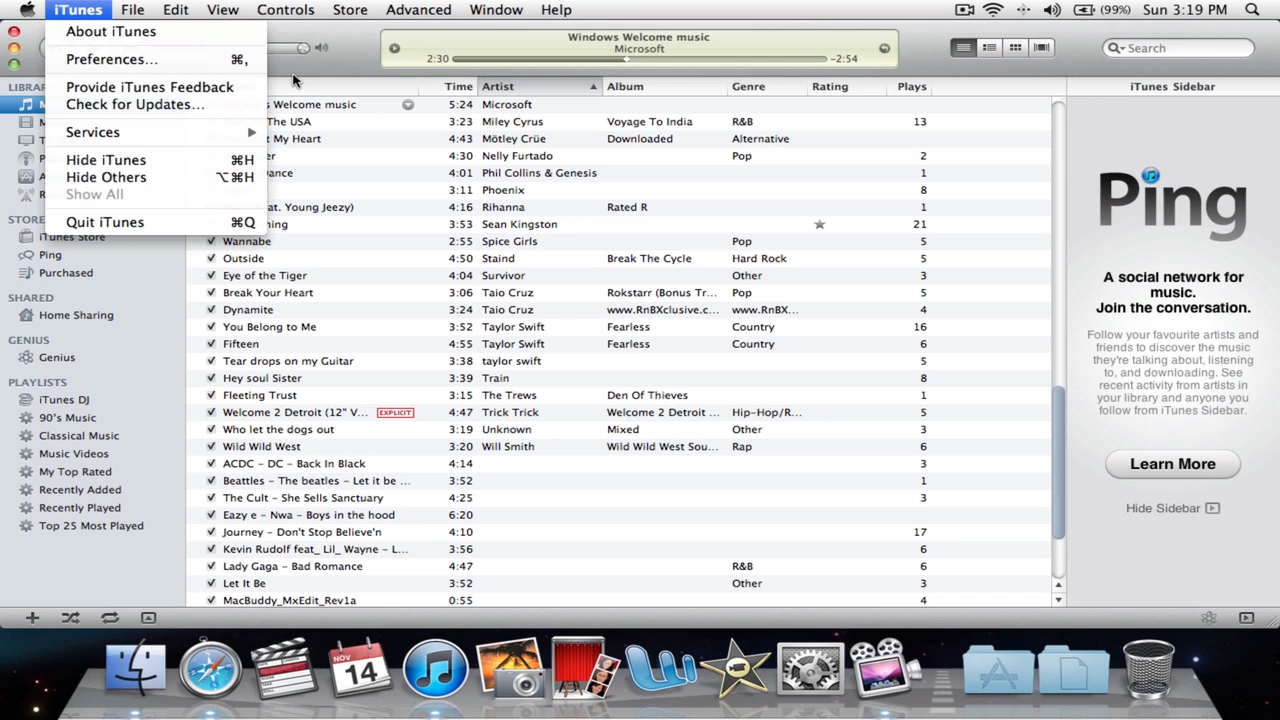 iTunes File Edit View Controls Store Advanced Window Help (99%) Sun 3:19 PM
About iTunes
Preferences... ⌘,
Provide iTunes Feedback
Check for Updates...
Services
Hide iTunes ⌘H
Hide Others ⌥⌘H
Show All
Quit iTunes ⌘Q
Windows Welcome music
Microsoft
2:30 -2:54
Search
Time Artist Album Genre Rating Plays
Welcome music 5:24 Microsoft
The USA 3:23 Miley Cyrus Voyage To India R&B 13
My Heart 4:43 Mötley Crüe Downloaded Alternative
4:30 Nelly Furtado Pop 2
4:01 Phil Collins & Genesis 1
3:11 Phoenix 8
at. Young Jeezy) 4:16 Rihanna Rated R 1
3:53 Sean Kingston 21
Wannabe 2:55 Spice Girls Pop 5
Outside 4:50 Staind Break The Cycle Hard Rock 5
Eye of the Tiger 4:04 Survivor Other 3
Break Your Heart 3:06 Taio Cruz Rokstarr (Bonus Tr... Pop 5
Dynamite 3:24 Taio Cruz www.RnBXclusive.c... www.RnBX... 4
You Belong to Me 3:52 Taylor Swift Fearless Country 16
Fifteen 4:55 Taylor Swift Fearless Country 6
Tear drops on my Guitar 3:38 taylor swift 5
Hey soul Sister 3:39 Train 8
Fleeting Trust 3:15 The Trews Den Of Thieves 1
Welcome 2 Detroit (12" V... EXPLICIT 4:47 Trick Trick Welcome 2 Detroit ... Hip-Hop/R... 5
Who let the dogs out 3:19 Unknown Mixed Other 3
Wild Wild West 3:20 Will Smith Wild Wild West Sou... Rap 6
ACDC - DC - Back In Black 4:14 3
Beattles - The beatles - Let it be ... 3:52 1
The Cult - She Sells Sanctuary 4:25 3
Eazy e - Nwa - Boys in the hood 6:20
Journey - Don't Stop Believe'n 4:10 17
Kevin Rudolf feat_ Lil_ Wayne - L... 3:56 6
Lady Gaga - Bad Romance 4:47 R&B 6
Let It Be 3:52 Other 3
MacBuddy_MxEdit_Rev1a 0:55 4
LIBRA
STORE
iTunes Store
Ping
Purchased
SHARED
Home Sharing
GENIUS
Genius
PLAYLISTS
iTunes DJ
90's Music
Classical Music
Music Videos
My Top Rated
Recently Added
Recently Played
Top 25 Most Played
iTunes Sidebar
Ping
A social network for
music.
Join the conversation.
Follow your favourite artists and
friends to discover the music
they're talking about, listening
to, and downloading. See
recent activity from artists in
your library and anyone you
follow from iTunes Sidebar.
Learn More
Hide Sidebar
NOV
14